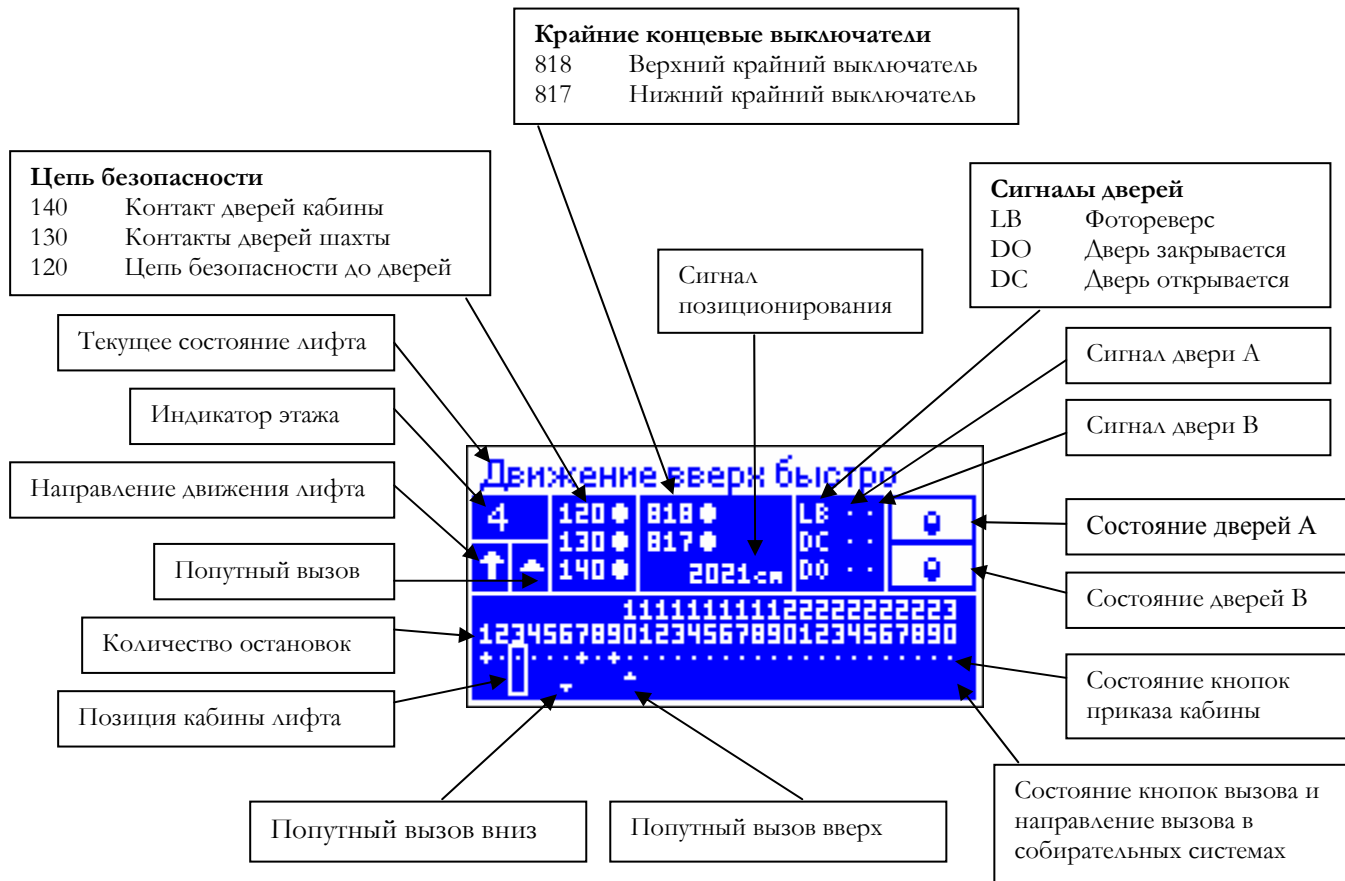 Крайние концевые выключатели
818 Верхний крайний выключатель
817 Нижний крайний выключатель
Цепь безопасности
140 Контакт дверей кабины
130 Контакты дверей шахты
120 Цепь безопасности до дверей
Сигналы дверей
LB Фотореверс
DO Дверь закрывается
DC Дверь открывается
Сигнал
позиционирования
Текущее состояние лифта
Индикатор этажа
Направление движения лифта
Попутный вызов
Количество остановок
Позиция кабины лифта
Сигнал двери А
Сигнал двери В
Состояние дверей А
Состояние дверей В
Состояние кнопок
приказа кабины
Состояние кнопок вызова и
направление вызова в
собирательных системах
Попутный вызов вниз
Попутный вызов вверх
Движение вверх быстро
4 120 818 LB
130 817 DC
140 2021cm DO
111111111122222222223
123456789012345678901234567890